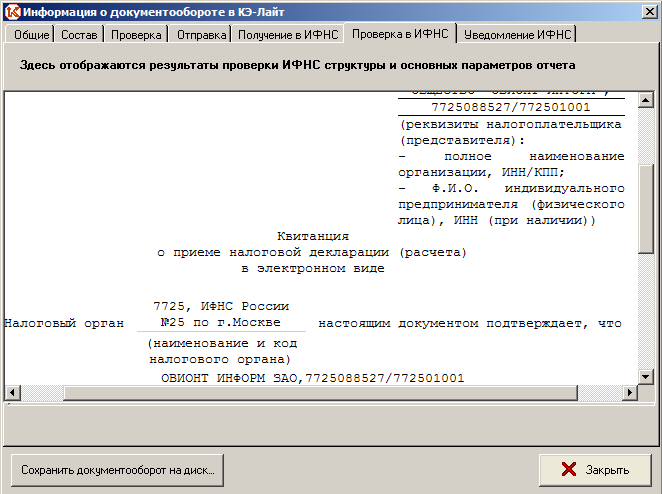 Информация о документообороте в КЭ-Лайт
Общие Состав Проверка Отправка Получение в ИФНС Проверка в ИФНС Уведомление ИФНС
Здесь отображаются результаты проверки ИФНС структуры и основных параметров отчета
ОБЩЕСТВО "ОВИОНТ ИНФОРМ",
7725088527/772501001
(реквизиты налогоплательщика
(представителя):
- полное наименование
организации, ИНН/КПП;
- Ф.И.О. индивидуального
предпринимателя (физического
лица), ИНН (при наличии))
Квитанция
о приеме налоговой декларации (расчета)
в электронном виде
7725, ИФНС России
Налоговый орган №25 по г.Москве настоящим документом подтверждает, что
(наименование и код
налогового органа)
ОВИОНТ ИНФОРМ ЗАО,7725088527/772501001
Сохранить документооборот на диск... Закрыть